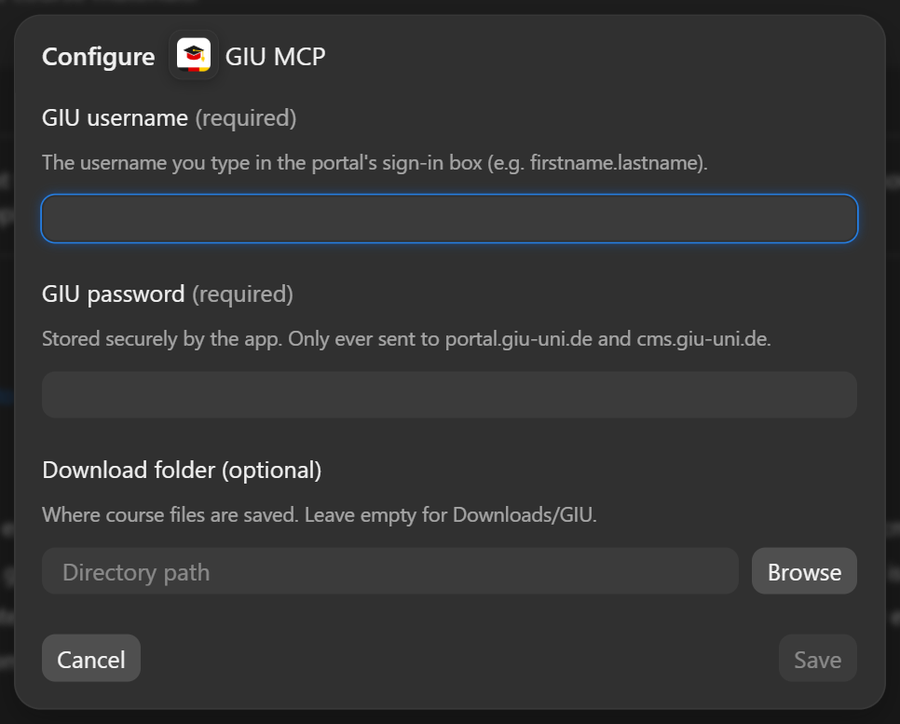 Configure GIU MCP
GIU username (required)
The username you type in the portal's sign-in box (e.g. firstname.lastname).
GIU password (required)
Stored securely by the app. Only ever sent to portal.giu-uni.de and cms.giu-uni.de.
Download folder (optional)
Where course files are saved. Leave empty for Downloads/GIU.
Directory path Browse
Cancel Save